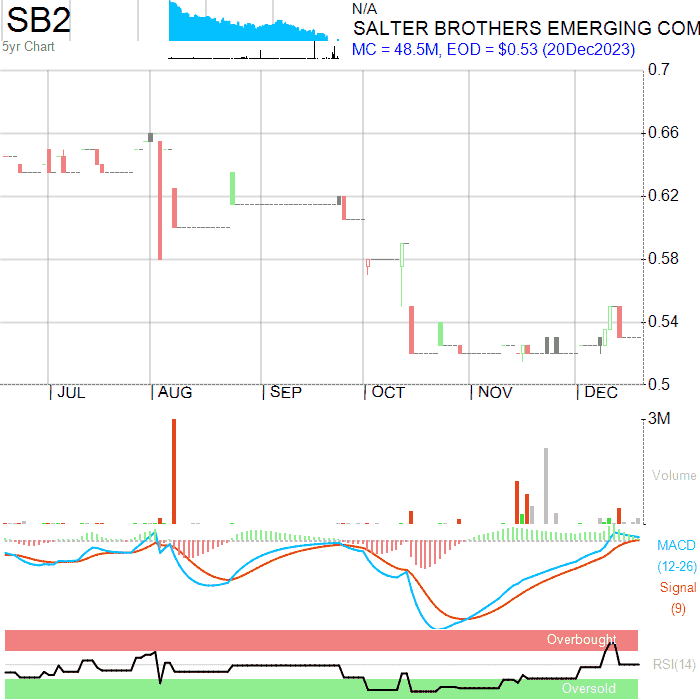 SB2
5yr Chart
N/A
SALTER BROTHERS EMERGING COM
MC = 48.5M, EOD = $0.53 (20Dec2023)
0.7
0.66
0.62
0.58
0.54
0.5
JUL AUG SEP OCT NOV DEC
3M
Volume
MACD
(12-26)
Signal
(9)
Overbought
RSI(14)
Oversold